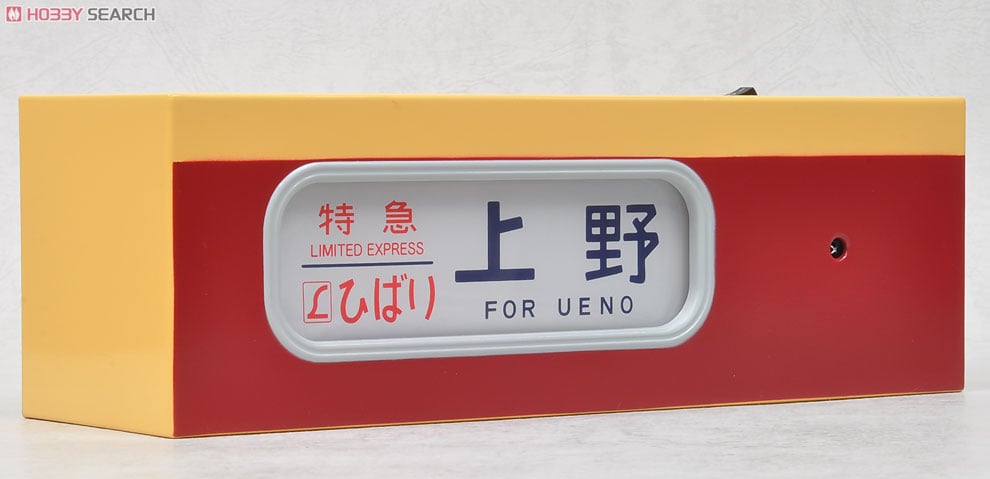 HOBBY SEARCH
特急
LIMITED EXPRESS
Lひばり
上野
FOR UENO